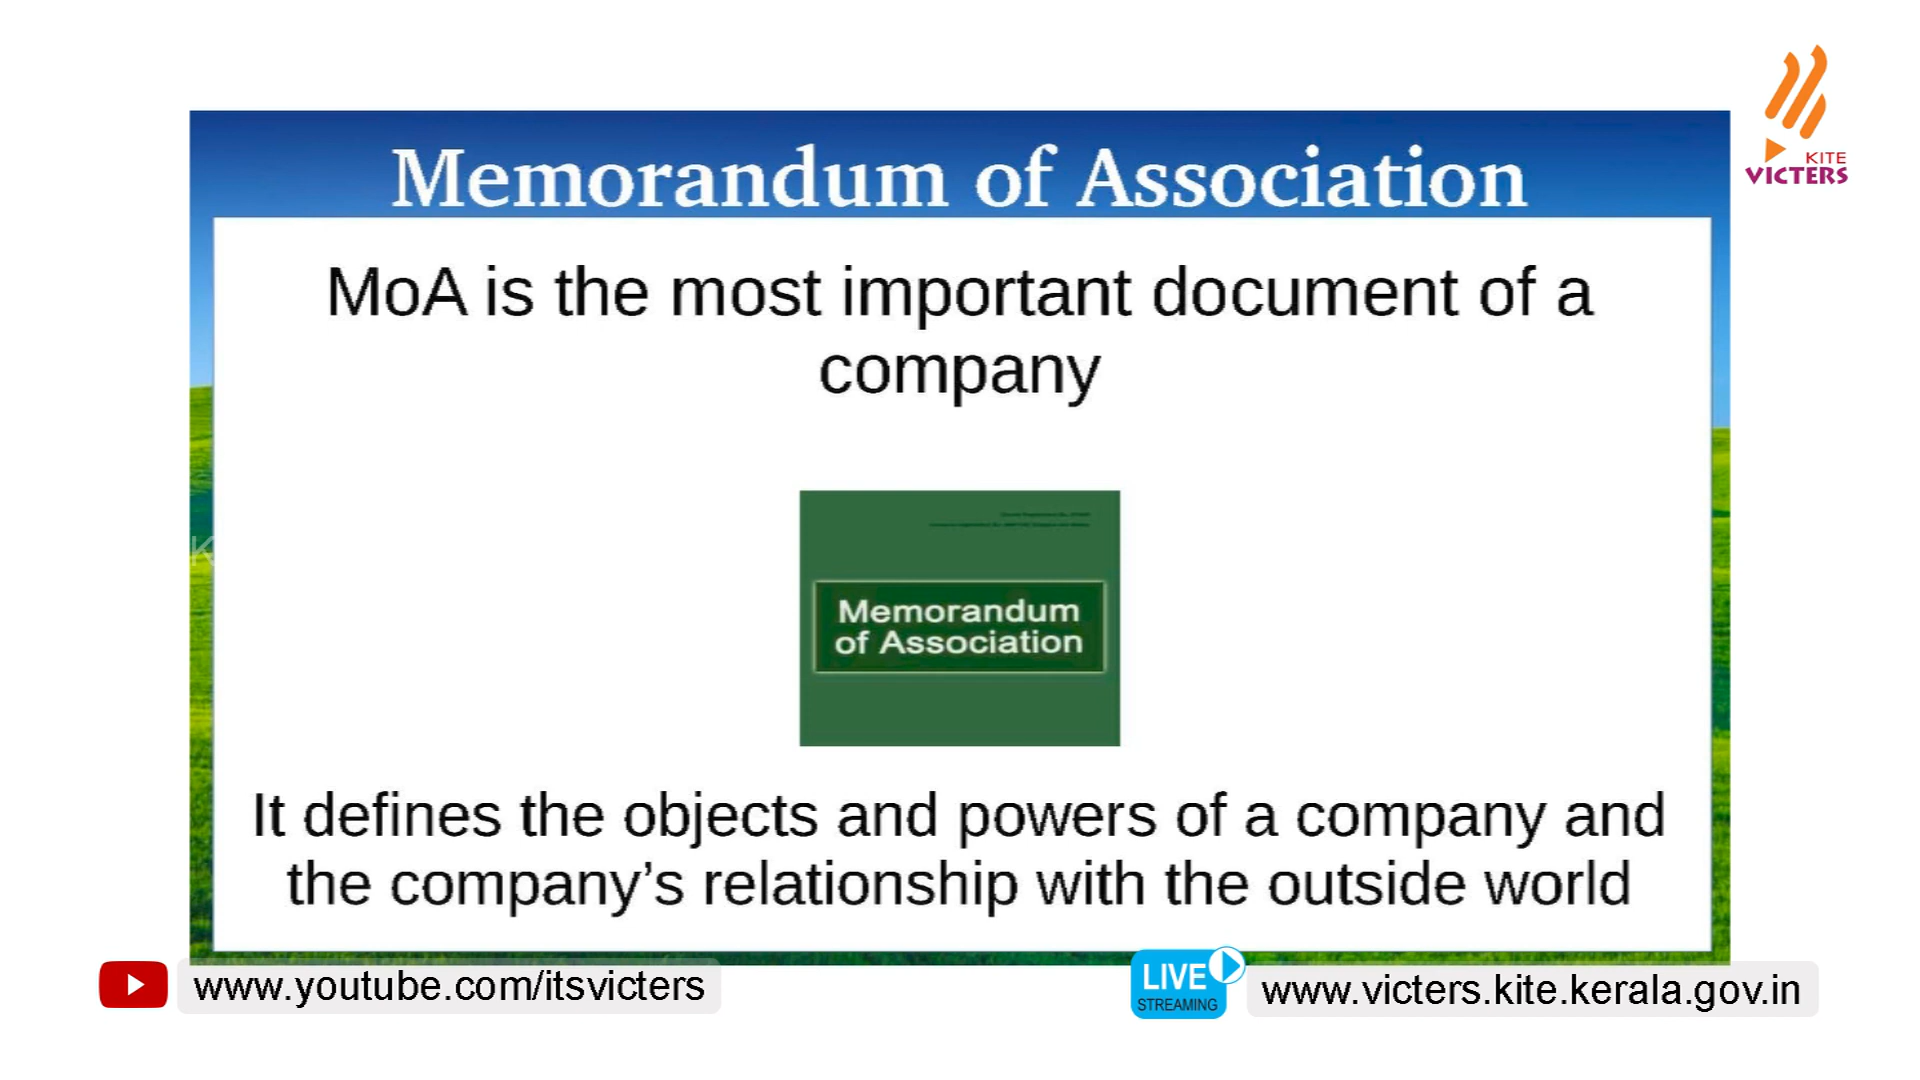 KITE
VICTERS
Memorandum of Association
MoA is the most important document of a
company
Memorandum
of Association
It defines the objects and powers of a company and
the company’s relationship with the outside world
www.youtube.com/itsvicters
LIVE
STREAMING
www.victers.kite.kerala.gov.in